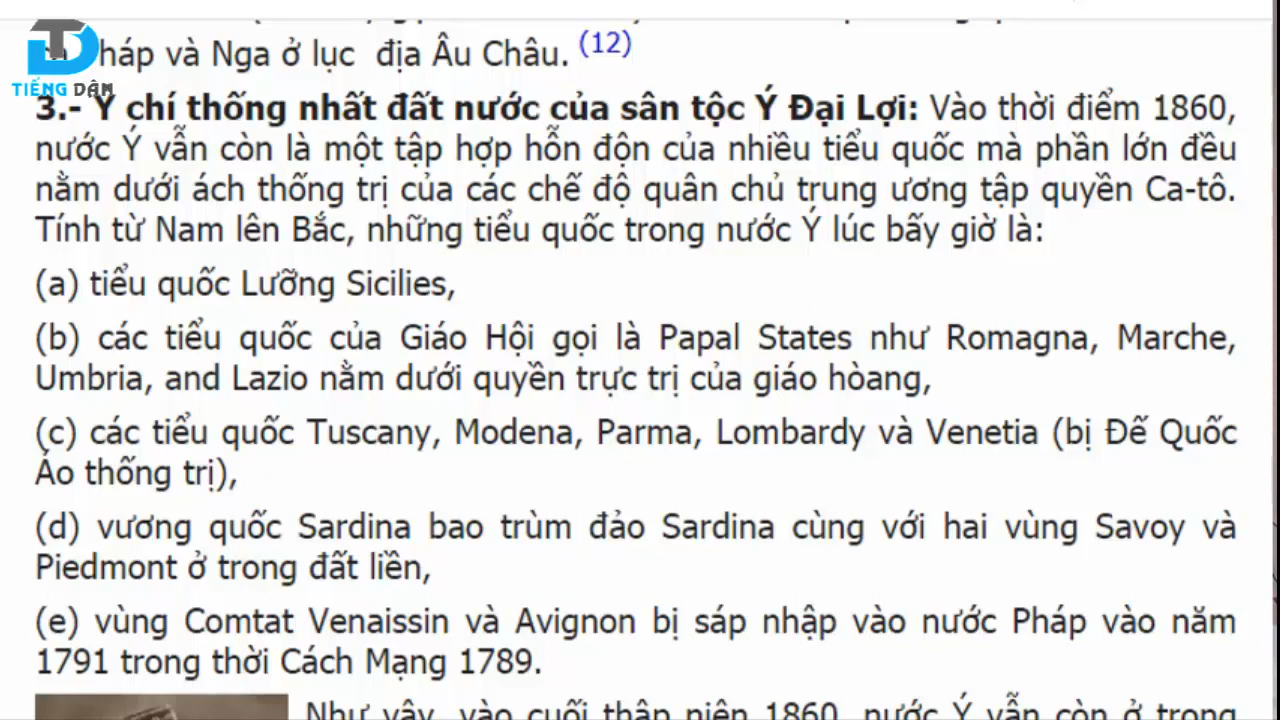 háp và Nga ở lục địa Âu Châu. (12)
TIẾNG DÂN
3.- Ý chí thống nhất đất nước của sân tộc Ý Đại Lợi: Vào thời điểm 1860,
nước Ý vẫn còn là một tập hợp hỗn độn của nhiều tiểu quốc mà phần lớn đều
nằm dưới ách thống trị của các chế độ quân chủ trung ương tập quyền Ca-tô.
Tính từ Nam lên Bắc, những tiểu quốc trong nước Ý lúc bấy giờ là:
(a) tiểu quốc Lưỡng Sicilies,
(b) các tiểu quốc của Giáo Hội gọi là Papal States như Romagna, Marche,
Umbria, and Lazio nằm dưới quyền trực trị của giáo hòang,
(c) các tiểu quốc Tuscany, Modena, Parma, Lombardy và Venetia (bị Đế Quốc
Áo thống trị),
(d) vương quốc Sardina bao trùm đảo Sardina cùng với hai vùng Savoy và
Piedmont ở trong đất liền,
(e) vùng Comtat Venaissin và Avignon bị sáp nhập vào nước Pháp vào năm
1791 trong thời Cách Mạng 1789.
Như vậy, vào cuối thập niên 1860, nước Ý vẫn còn ở trong